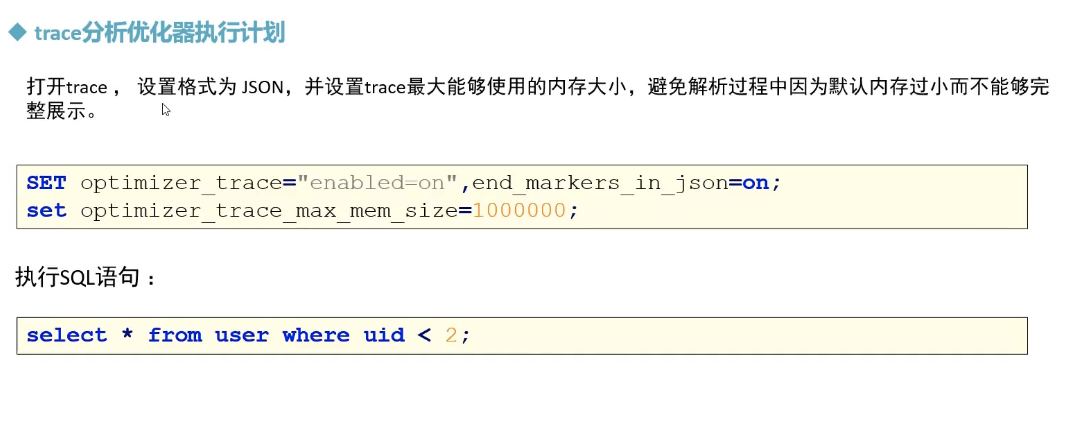 ◆ trace分析优化器执行计划
打开trace ， 设置格式为 JSON，并设置trace最大能够使用的内存大小，避免解析过程中因为默认内存过小而不能够完
整展示。
SET optimizer_trace="enabled=on",end_markers_in_json=on;
set optimizer_trace_max_mem_size=1000000;
执行SQL语句 ：
select * from user where uid < 2;